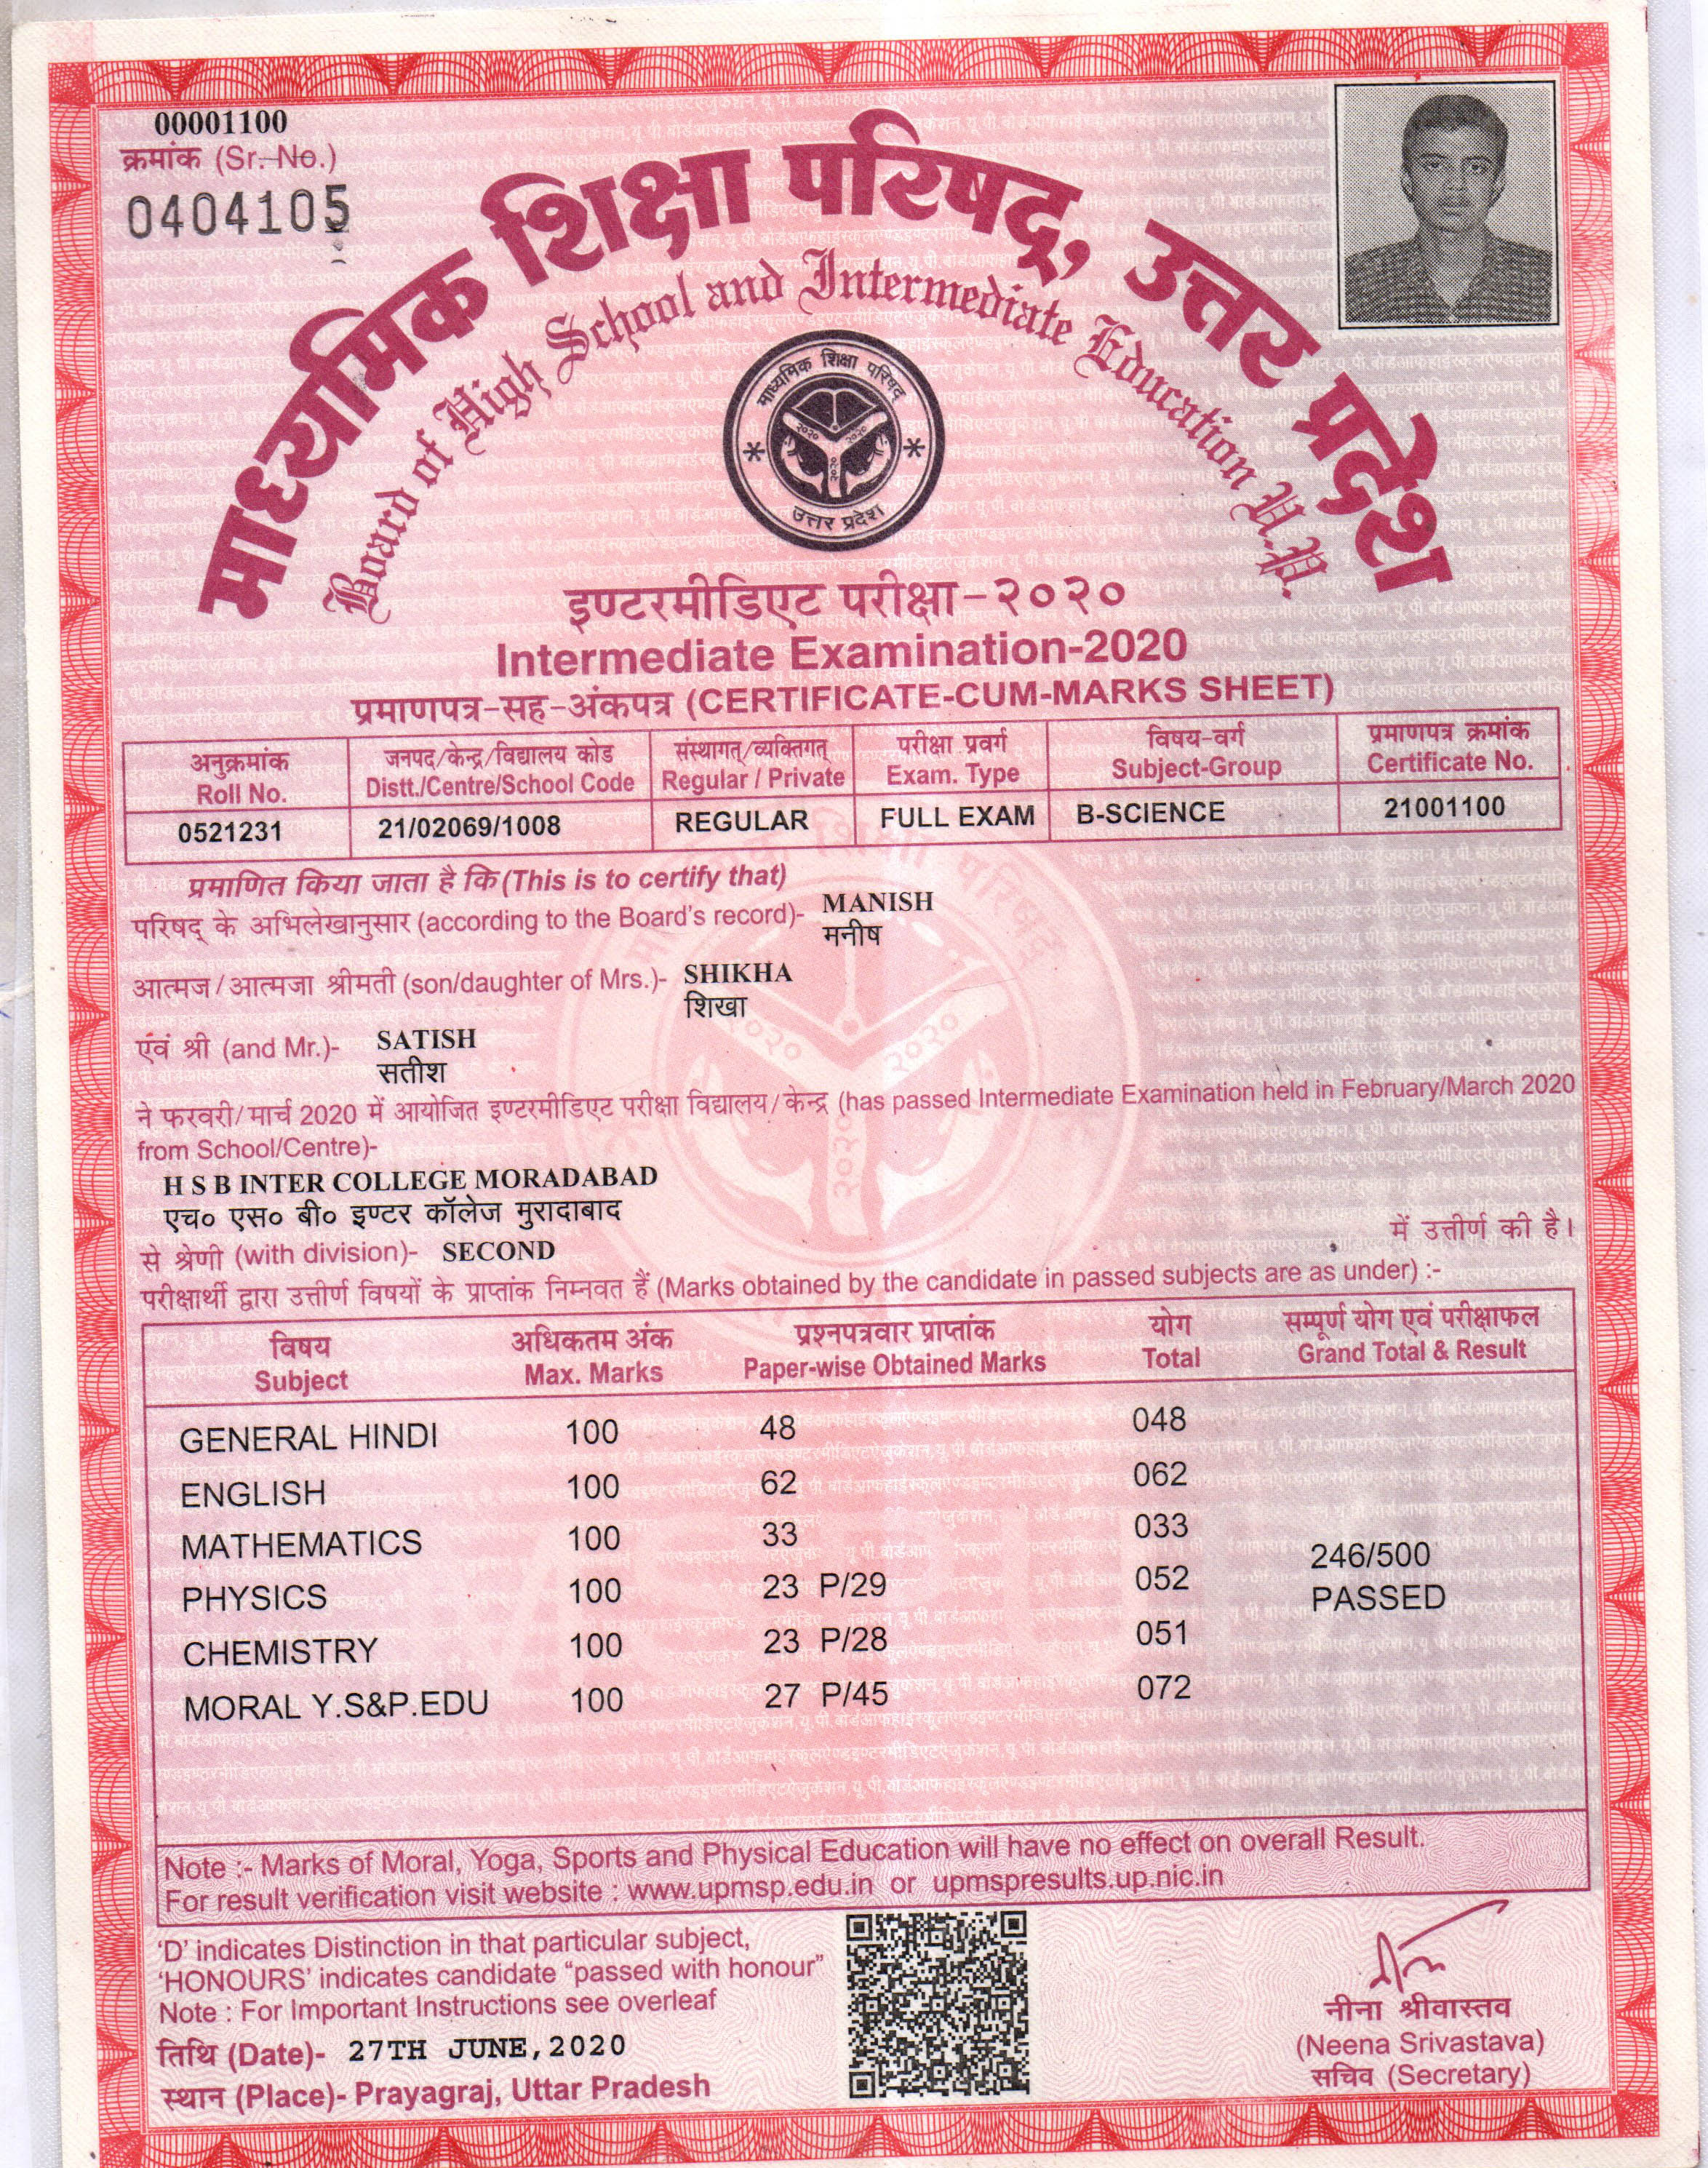 00001100
क्रमांक (Sr. No.)
0404105
माध्यमिक शिक्षा परिषद्, उत्तर प्रदेश
Board of High School and Intermediate Education U.P.
माध्यमिक शिक्षा परिषद्
२०२० २०२०
२०२०
उत्तर प्रदेश
इण्टरमीडिएट परीक्षा-२०२०
Intermediate Examination-2020
प्रमाणपत्र-सह-अंकपत्र (CERTIFICATE-CUM-MARKS SHEET)
अनुक्रमांक जनपद/केन्द्र/विद्यालय कोड संस्थागत्/व्यक्तिगत् परीक्षा प्रवर्ग विषय-वर्ग प्रमाणपत्र क्रमांक
Roll No. Distt./Centre/School Code Regular / Private Exam. Type Subject-Group Certificate No.
0521231 21/02069/1008 REGULAR FULL EXAM B-SCIENCE 21001100
प्रमाणित किया जाता है कि (This is to certify that)
परिषद् के अभिलेखानुसार (according to the Board's record)- MANISH
मनीष
आत्मज/आत्मजा श्रीमती (son/daughter of Mrs.)- SHIKHA
शिखा
एवं श्री (and Mr.)- SATISH
सतीश
ने फरवरी/मार्च 2020 में आयोजित इण्टरमीडिएट परीक्षा विद्यालय/केन्द्र (has passed Intermediate Examination held in February/March 2020
from School/Centre)-
H S B INTER COLLEGE MORADABAD
एच० एस० बी० इण्टर कॉलेज मुरादाबाद
से श्रेणी (with division)- SECOND में उत्तीर्ण की है।
परीक्षार्थी द्वारा उत्तीर्ण विषयों के प्राप्तांक निम्नवत हैं (Marks obtained by the candidate in passed subjects are as under) :-
विषय अधिकतम अंक प्रश्नपत्रवार प्राप्तांक योग सम्पूर्ण योग एवं परीक्षाफल
Subject Max. Marks Paper-wise Obtained Marks Total Grand Total & Result
GENERAL HINDI 100 48 048
ENGLISH 100 62 062
MATHEMATICS 100 33 033
246/500
PHYSICS 100 23 P/29 052
PASSED
CHEMISTRY 100 23 P/28 051
MORAL Y.S&P.EDU 100 27 P/45 072
Note :- Marks of Moral, Yoga, Sports and Physical Education will have no effect on overall Result.
For result verification visit website : www.upmsp.edu.in or upmspresults.up.nic.in
'D' indicates Distinction in that particular subject,
'HONOURS' indicates candidate "passed with honour"
Note : For Important Instructions see overleaf
तिथि (Date)- 27TH JUNE,2020
स्थान (Place)- Prayagraj, Uttar Pradesh
नीना श्रीवास्तव
(Neena Srivastava)
सचिव (Secretary)